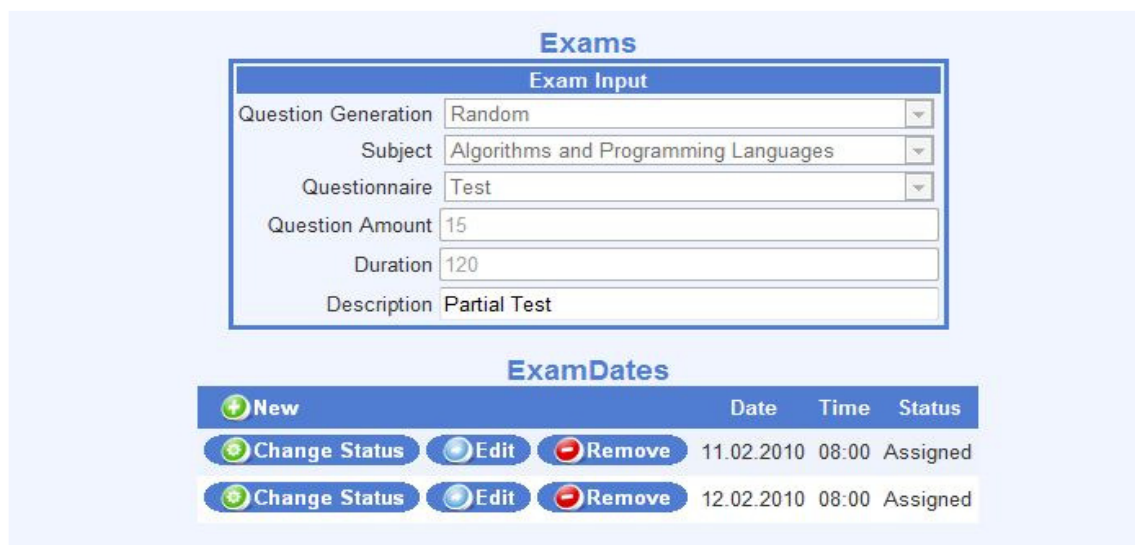 Exams
Exam Input
Question Generation Random
Subject Algorithms and Programming Languages
Questionnaire Test
Question Amount 15
Duration 120
Description Partial Test
ExamDates
New Date Time Status
Change Status Edit Remove 11.02.2010 08:00 Assigned
Change Status Edit Remove 12.02.2010 08:00 Assigned